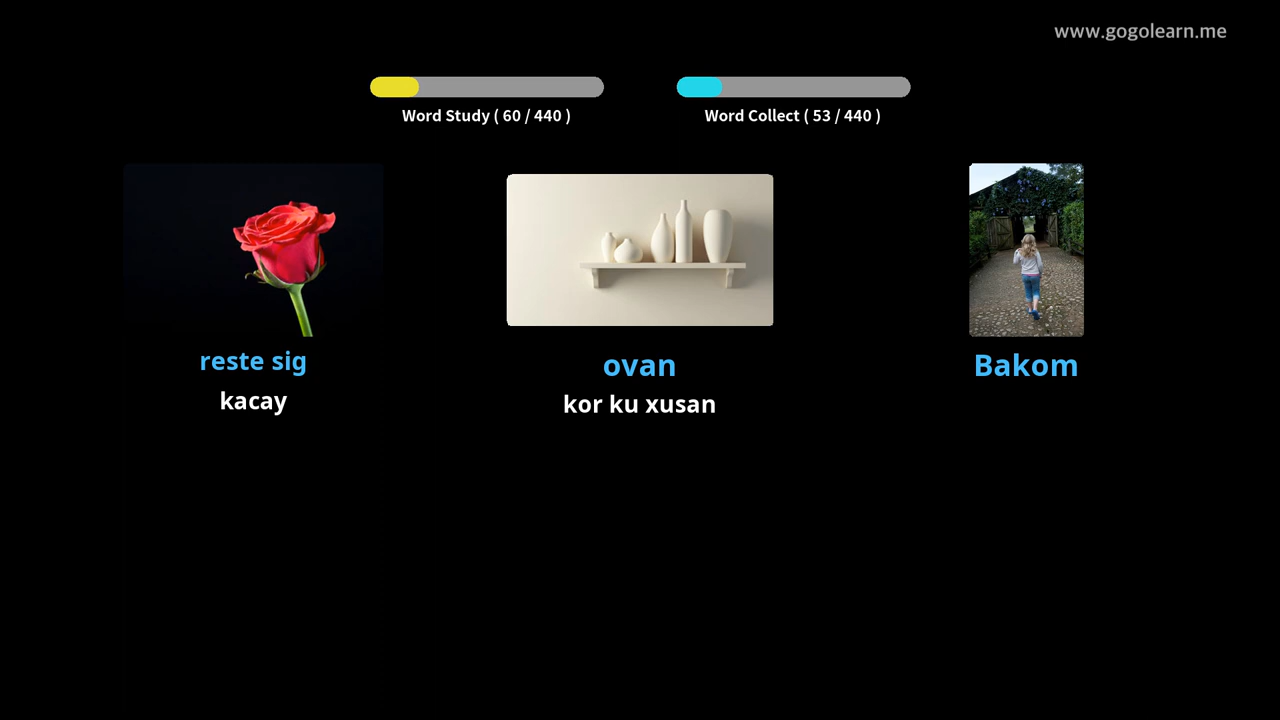 www.gogolearn.me
Word Study ( 60 / 440 )
Word Collect ( 53 / 440 )
reste sig
kacay
ovan
kor ku xusan
Bakom